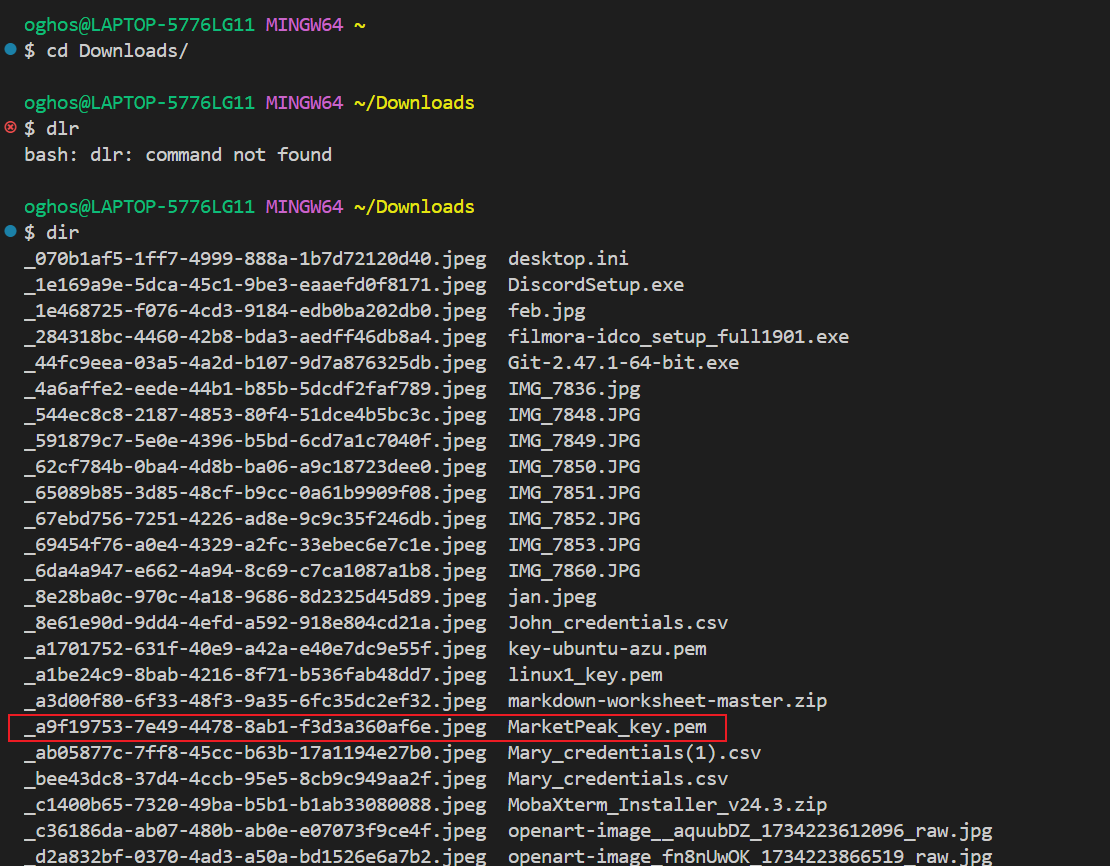 oghos@LAPTOP-5776LG11 MINGW64 ~
$ cd Downloads/
oghos@LAPTOP-5776LG11 MINGW64 ~/Downloads
$ dlr
bash: dlr: command not found
oghos@LAPTOP-5776LG11 MINGW64 ~/Downloads
$ dir
_070b1af5-1ff7-4999-888a-1b7d72120d40.jpeg desktop.ini
_1e169a9e-5dca-45c1-9be3-eaaefd0f8171.jpeg DiscordSetup.exe
_1e468725-f076-4cd3-9184-edb0ba202db0.jpeg feb.jpg
_284318bc-4460-42b8-bda3-aedff46db8a4.jpeg filmora-idco_setup_full1901.exe
_44fc9eea-03a5-4a2d-b107-9d7a876325db.jpeg Git-2.47.1-64-bit.exe
_4a6affe2-eede-44b1-b85b-5dcdf2faf789.jpeg IMG_7836.jpg
_544ec8c8-2187-4853-80f4-51dce4b5bc3c.jpeg IMG_7848.JPG
_591879c7-5e0e-4396-b5bd-6cd7a1c7040f.jpeg IMG_7849.JPG
_62cf784b-0ba4-4d8b-ba06-a9c18723dee0.jpeg IMG_7850.JPG
_65089b85-3d85-48cf-b9cc-0a61b9909f08.jpeg IMG_7851.JPG
_67ebd756-7251-4226-ad8e-9c9c35f246db.jpeg IMG_7852.JPG
_69454f76-a0e4-4329-a2fc-33ebec6e7c1e.jpeg IMG_7853.JPG
_6da4a947-e662-4a94-8c69-c7ca1087a1b8.jpeg IMG_7860.JPG
_8e28ba0c-970c-4a18-9686-8d2325d45d89.jpeg jan.jpeg
_8e61e90d-9dd4-4efd-a592-918e804cd21a.jpeg John_credentials.csv
_a1701752-631f-40e9-a42a-e40e7dc9e55f.jpeg key-ubuntu-azu.pem
_a1be24c9-8bab-4216-8f71-b536fab48dd7.jpeg linux1_key.pem
_a3d00f80-6f33-48f3-9a35-6fc35dc2ef32.jpeg markdown-worksheet-master.zip
_a9f19753-7e49-4478-8ab1-f3d3a360af6e.jpeg MarketPeak_key.pem
_ab05877c-7ff8-45cc-b63b-17a1194e27b0.jpeg Mary_credentials(1).csv
_bee43dc8-37d4-4ccb-95e5-8cb9c949aa2f.jpeg Mary_credentials.csv
_c1400b65-7320-49ba-b5b1-b1ab33080088.jpeg MobaXterm_Installer_v24.3.zip
_c36186da-ab07-480b-ab0e-e07073f9ce4f.jpeg openart-image__aquubDZ_1734223612096_raw.jpg
_d2a832bf-0370-4ad3-a50a-bd1526e6a7b2.jpeg openart-image_fn8nUwOK_1734223866519_raw.jpg